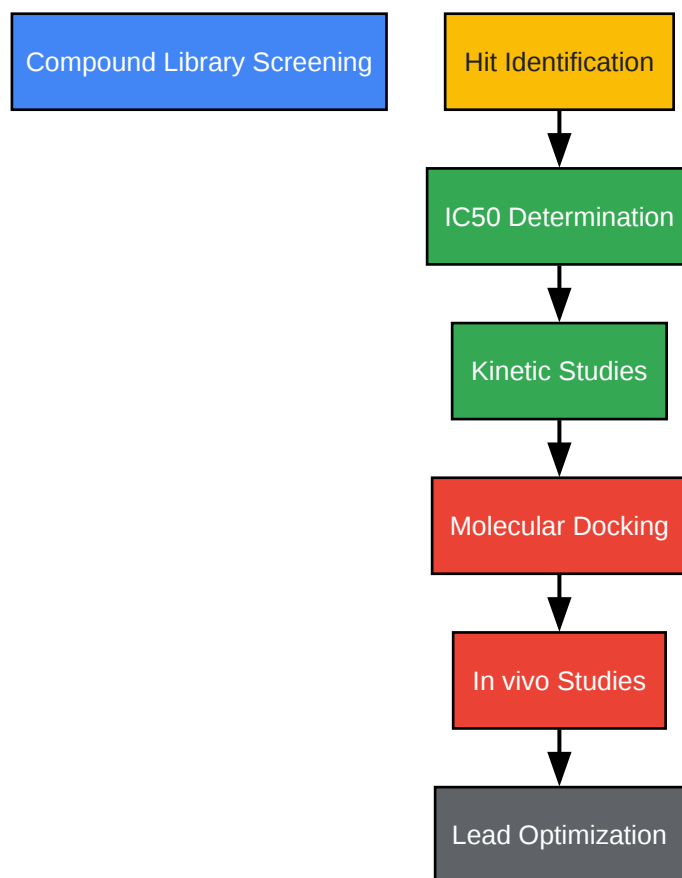 Compound Library Screening
Hit Identification
IC50 Determination
Kinetic Studies
Molecular Docking
In vivo Studies
Lead Optimization